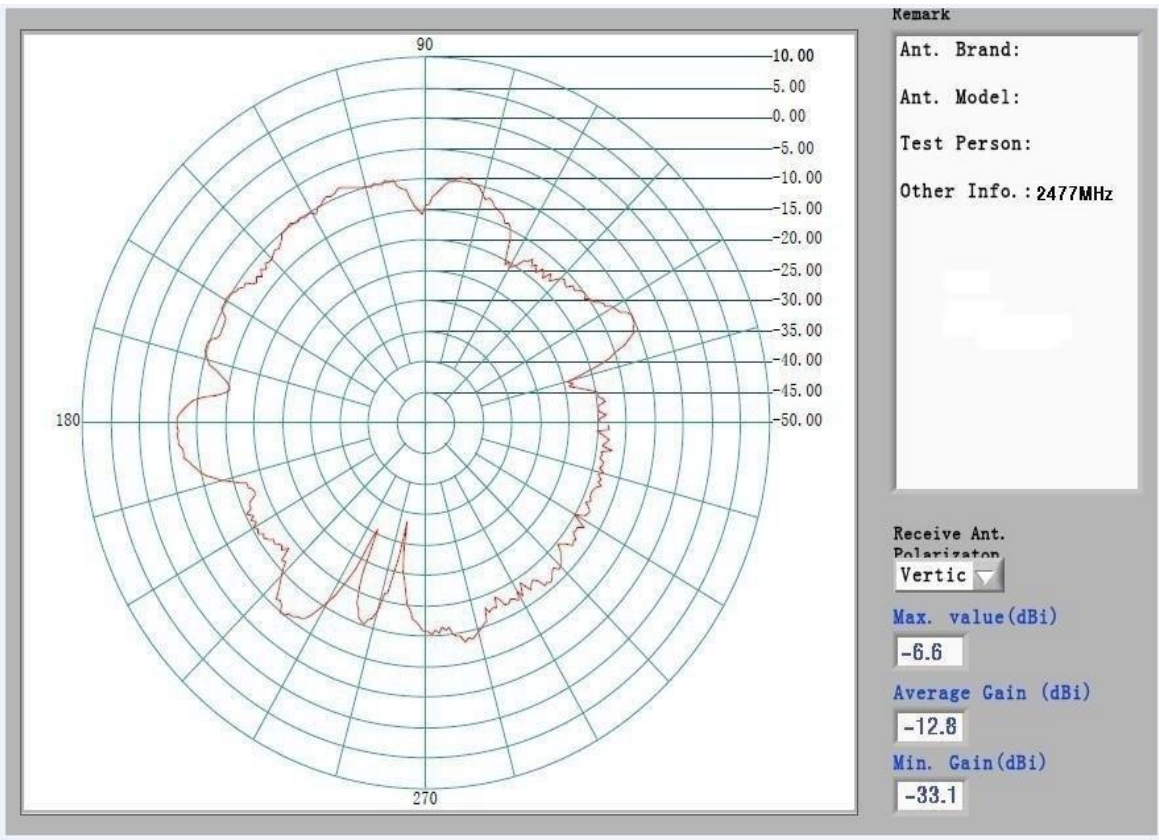 Remark
90
10.00
5.00
0.00
-5.00
-10.00
-15.00
-20.00
-25.00
-30.00
-35.00
-40.00
-45.00
-50.00
180
270
Ant. Brand:
Ant. Model:
Test Person:
Other Info.: 2477MHz
Receive Ant.
Polarizaton
Vertic
Max. value(dBi)
-6.6
Average Gain (dBi)
-12.8
Min. Gain(dBi)
-33.1